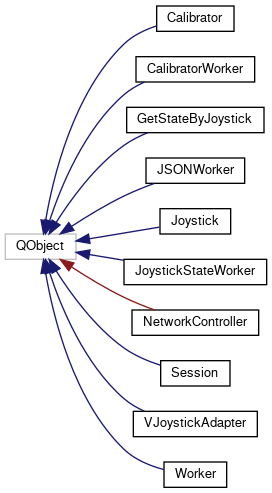 Calibrator
CalibratorWorker
GetStateByJoystick
JSONWorker
Joystick
QObject
JoystickStateWorker
NetworkController
Session
VJoystickAdapter
Worker